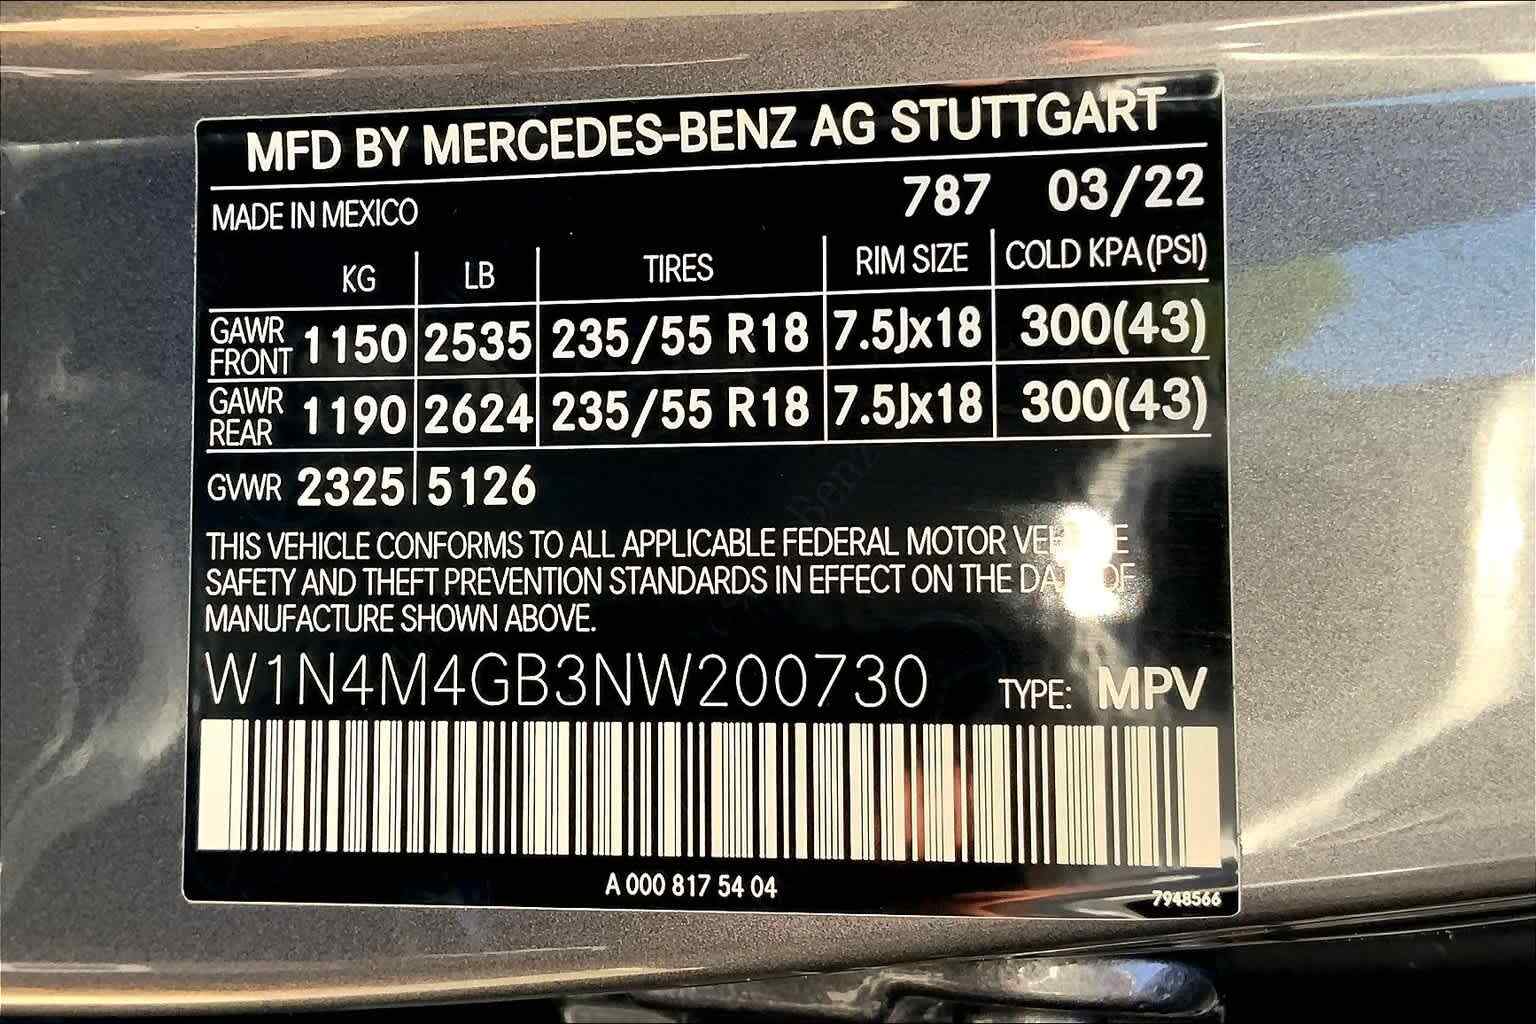 MFD BY MERCEDES-BENZ AG STUTTGART
MADE IN MEXICO 787 03/22
KG LB TIRES RIM SIZE COLD KPA (PSI)
GAWR FRONT 1150 2535 235/55 R18 7.5Jx18 300(43)
GAWR REAR 1190 2624 235/55 R18 7.5Jx18 300(43)
GVWR 2325 5126
THIS VEHICLE CONFORMS TO ALL APPLICABLE FEDERAL MOTOR VEHICLE
SAFETY AND THEFT PREVENTION STANDARDS IN EFFECT ON THE DATE OF
MANUFACTURE SHOWN ABOVE.
W1N4M4GB3NW200730 TYPE: MPV
A 000 817 54 04
7948566